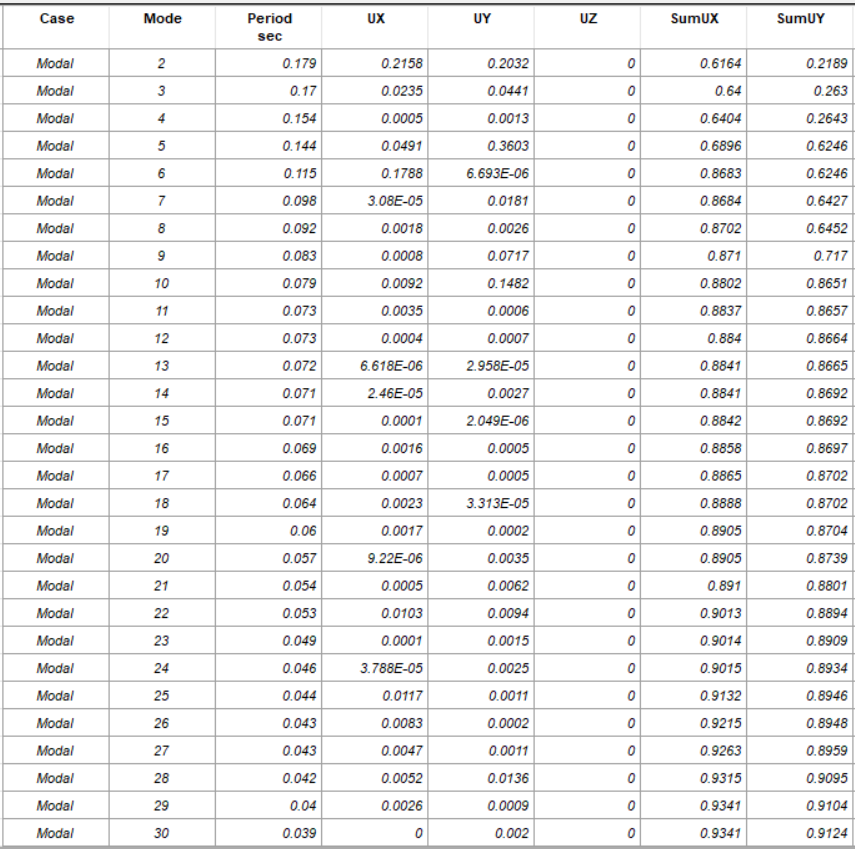 Case Mode Period sec UX UY UZ SumUX SumUY
Modal 2 0.179 0.2158 0.2032 0 0.6164 0.2189
Modal 3 0.17 0.0235 0.0441 0 0.64 0.263
Modal 4 0.154 0.0005 0.0013 0 0.6404 0.2643
Modal 5 0.144 0.0491 0.3603 0 0.6896 0.6246
Modal 6 0.115 0.1788 6.693E-06 0 0.8683 0.6246
Modal 7 0.098 3.08E-05 0.0181 0 0.8684 0.6427
Modal 8 0.092 0.0018 0.0026 0 0.8702 0.6452
Modal 9 0.083 0.0008 0.0717 0 0.871 0.717
Modal 10 0.079 0.0092 0.1482 0 0.8802 0.8651
Modal 11 0.073 0.0035 0.0006 0 0.8837 0.8657
Modal 12 0.073 0.0004 0.0007 0 0.884 0.8664
Modal 13 0.072 6.618E-06 2.958E-05 0 0.8841 0.8665
Modal 14 0.071 2.46E-05 0.0027 0 0.8841 0.8692
Modal 15 0.071 0.0001 2.049E-06 0 0.8842 0.8692
Modal 16 0.069 0.0016 0.0005 0 0.8858 0.8697
Modal 17 0.066 0.0007 0.0005 0 0.8865 0.8702
Modal 18 0.064 0.0023 3.313E-05 0 0.8888 0.8702
Modal 19 0.06 0.0017 0.0002 0 0.8905 0.8704
Modal 20 0.057 9.22E-06 0.0035 0 0.8905 0.8739
Modal 21 0.054 0.0005 0.0062 0 0.891 0.8801
Modal 22 0.053 0.0103 0.0094 0 0.9013 0.8894
Modal 23 0.049 0.0001 0.0015 0 0.9014 0.8909
Modal 24 0.046 3.788E-05 0.0025 0 0.9015 0.8934
Modal 25 0.044 0.0117 0.0011 0 0.9132 0.8946
Modal 26 0.043 0.0083 0.0002 0 0.9215 0.8948
Modal 27 0.043 0.0047 0.0011 0 0.9263 0.8959
Modal 28 0.042 0.0052 0.0136 0 0.9315 0.9095
Modal 29 0.04 0.0026 0.0009 0 0.9341 0.9104
Modal 30 0.039 0 0.002 0 0.9341 0.9124